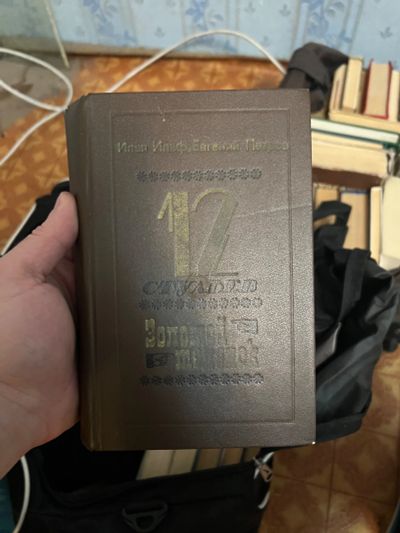 Илья Ильф, Евгений Петров
12
СТУЛЬЕВ
Золотой
теленок